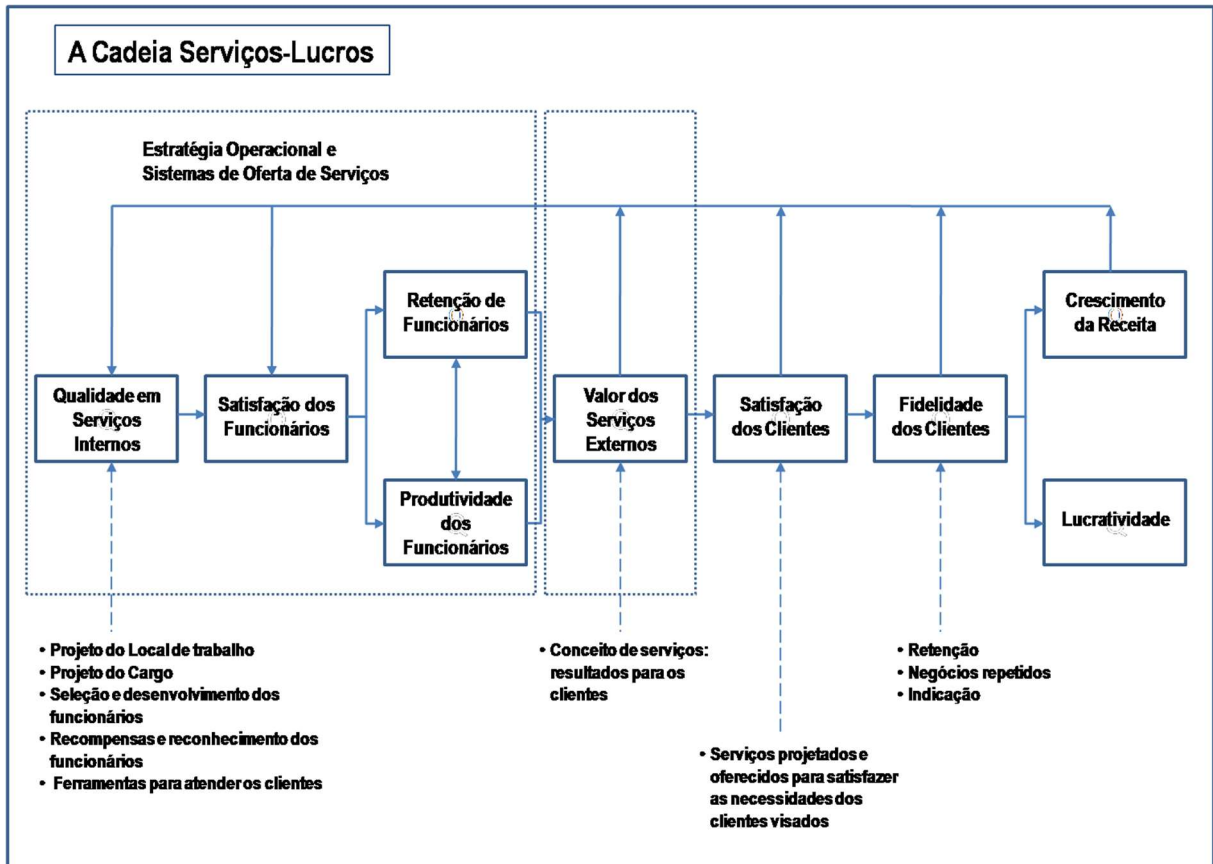 A Cadeia Serviços-Lucros
Estratégia Operacional e
Sistemas de Oferta de Serviços
Qualidade em
Serviços
Internos
Satisfação dos
Funcionários
Retenção de
Funcionários
Produtividade
dos
Funcionários
Valor dos
Serviços
Externos
Satisfação
dos Clientes
Fidelidade
dos Clientes
Crescimento
da Receita
Lucratividade
• Projeto do Local de trabalho
• Projeto do Cargo
• Seleção e desenvolvimento dos
funcionários
• Recompensas e reconhecimento dos
funcionários
• Ferramentas para atender os clientes
• Conceito de serviços:
resultados para os
clientes
• Serviços projetados e
oferecidos para satisfazer
as necessidades dos
clientes visados
• Retenção
• Negócios repetidos
• Indicação